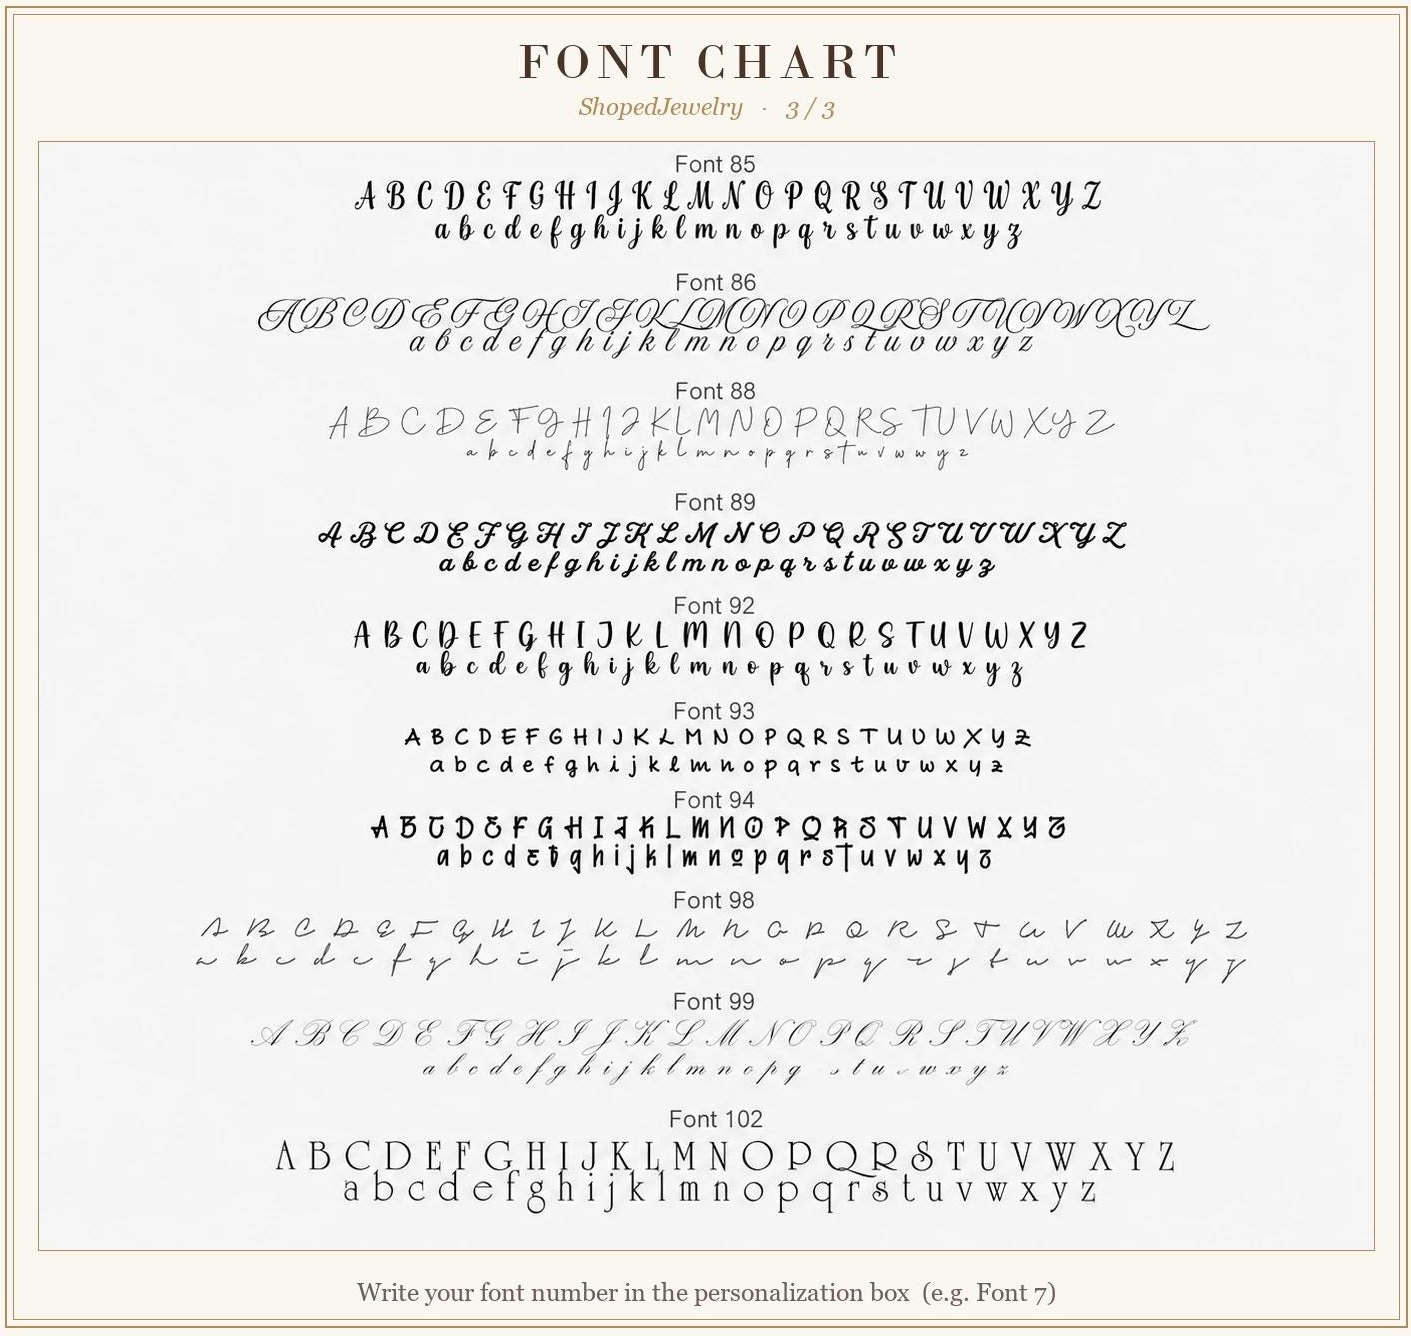 FONT CHART
ShopedJewelry · 3 / 3
Font 85
A B C D E F G H I J K L M N O P Q R S T U V W X Y Z
a b c d e f g h i j k l m n o p q r s t u v w x y z
Font 86
A B C D E F G H I J K L M N O P Q R S T U V W X Y Z
a b c d e f g h i j k l m n o p q r s t u v w x y z
Font 88
A B C D E F G H I J K L M N O P Q R S T U V W X Y Z
a b c d e f g h i j k l m n o p q r s t u v w w y z
Font 89
A B C D E F G H I J K L M N O P Q R S T U V W X Y Z
a b c d e f g h i j k l m n o p q r s t u v w x y z
Font 92
A B C D E F G H I J K L M N O P Q R S T U V W X Y Z
a b c d e f g h i j k l m n o p q r s t u v w x y z
Font 93
A B C D E F G H I J K L M N O P Q R S T U V W X Y Z
a b c d e f g h i j k l m n o p q r s t u v w x y z
Font 94
A B C D E F G H I J K L M N O P Q R S T U V W X Y Z
a b c d e f g h i j k l m n o p q r s t u v w x y z
Font 98
A B C D E F G H I J K L M N O P Q R S T U V W X Y Z
a b c d e f g h i j k l m n o p q r s t u v w x y z
Font 99
A B C D E F G H I J K L M N O P Q R S T U V W X Y Z
a b c d e f g h i j k l m n o p q s t u w x y z
Font 102
A B C D E F G H I J K L M N O P Q R S T U V W X Y Z
a b c d e f g h i j k l m n o p q r s t u v w x y z
Write your font number in the personalization box (e.g. Font 7)